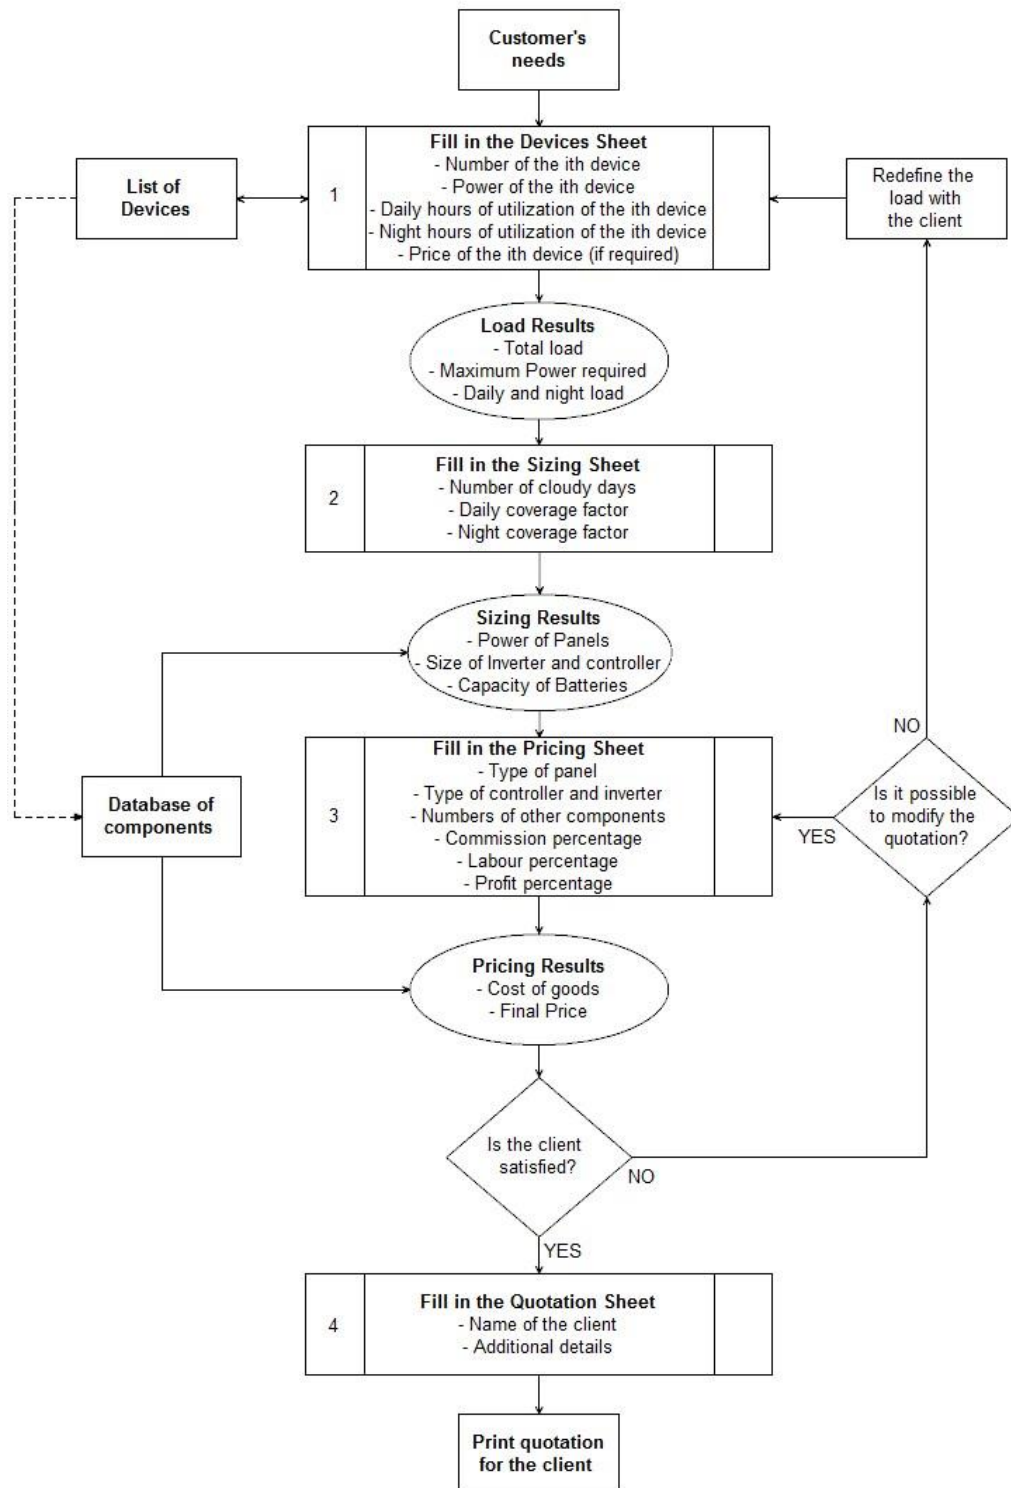 Customer's
needs
Fill in the Devices Sheet
- Number of the ith device
- Power of the ith device
- Daily hours of utilization of the ith device
- Night hours of utilization of the ith device
- Price of the ith device (if required)
1
List of
Devices
Redefine the
load with
the client
Load Results
- Total load
- Maximum Power required
- Daily and night load
Fill in the Sizing Sheet
- Number of cloudy days
- Daily coverage factor
- Night coverage factor
2
Sizing Results
- Power of Panels
- Size of Inverter and controller
- Capacity of Batteries
NO
Fill in the Pricing Sheet
- Type of panel
- Type of controller and inverter
- Numbers of other components
- Commission percentage
- Labour percentage
- Profit percentage
3
Database of
components
Is it possible
to modify the
quotation?
YES
Pricing Results
- Cost of goods
- Final Price
Is the client
satisfied?
NO
YES
Fill in the Quotation Sheet
- Name of the client
- Additional details
4
Print quotation
for the client